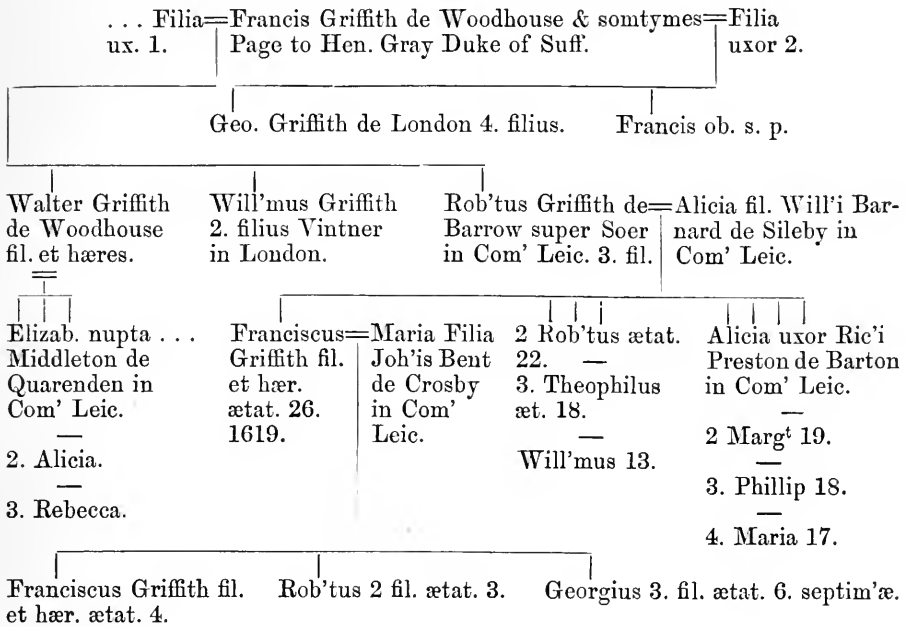 . . . Filia=Francis Griffith de Woodhouse & somtymes=Filia
ux. 1. Page to Hen. Gray Duke of Suff. uxor 2.
Geo. Griffith de London 4. filius. Francis ob. s. p.
Walter Griffith
de Woodhouse
fil. et hæres.
Will'mus Griffith
2. filius Vintner
in London.
Rob'tus Griffith de=Alicia fil. Will'i Bar-
Barrow super Soer nard de Sileby in
in Com' Leic. 3. fil. Com' Leic.
Elizab. nupta . . .
Middleton de
Quarenden in
Com' Leic.
—
2. Alicia.
—
3. Rebecca.
Franciscus=Maria Filia
Griffith fil. Joh'is Bent
et hær. de Crosby
ætat. 26. in Com'
1619. Leic.
2 Rob'tus ætat.
22. —
3. Theophilus
æt. 18.
—
Will'mus 13.
Alicia uxor Ric'i
Preston de Barton
in Com' Leic.
—
2 Margᵗ 19.
—
3. Phillip 18.
—
4. Maria 17.
Franciscus Griffith fil.
et hær. ætat. 4.
Rob'tus 2 fil. ætat. 3.
Georgius 3. fil. ætat. 6. septim'æ.